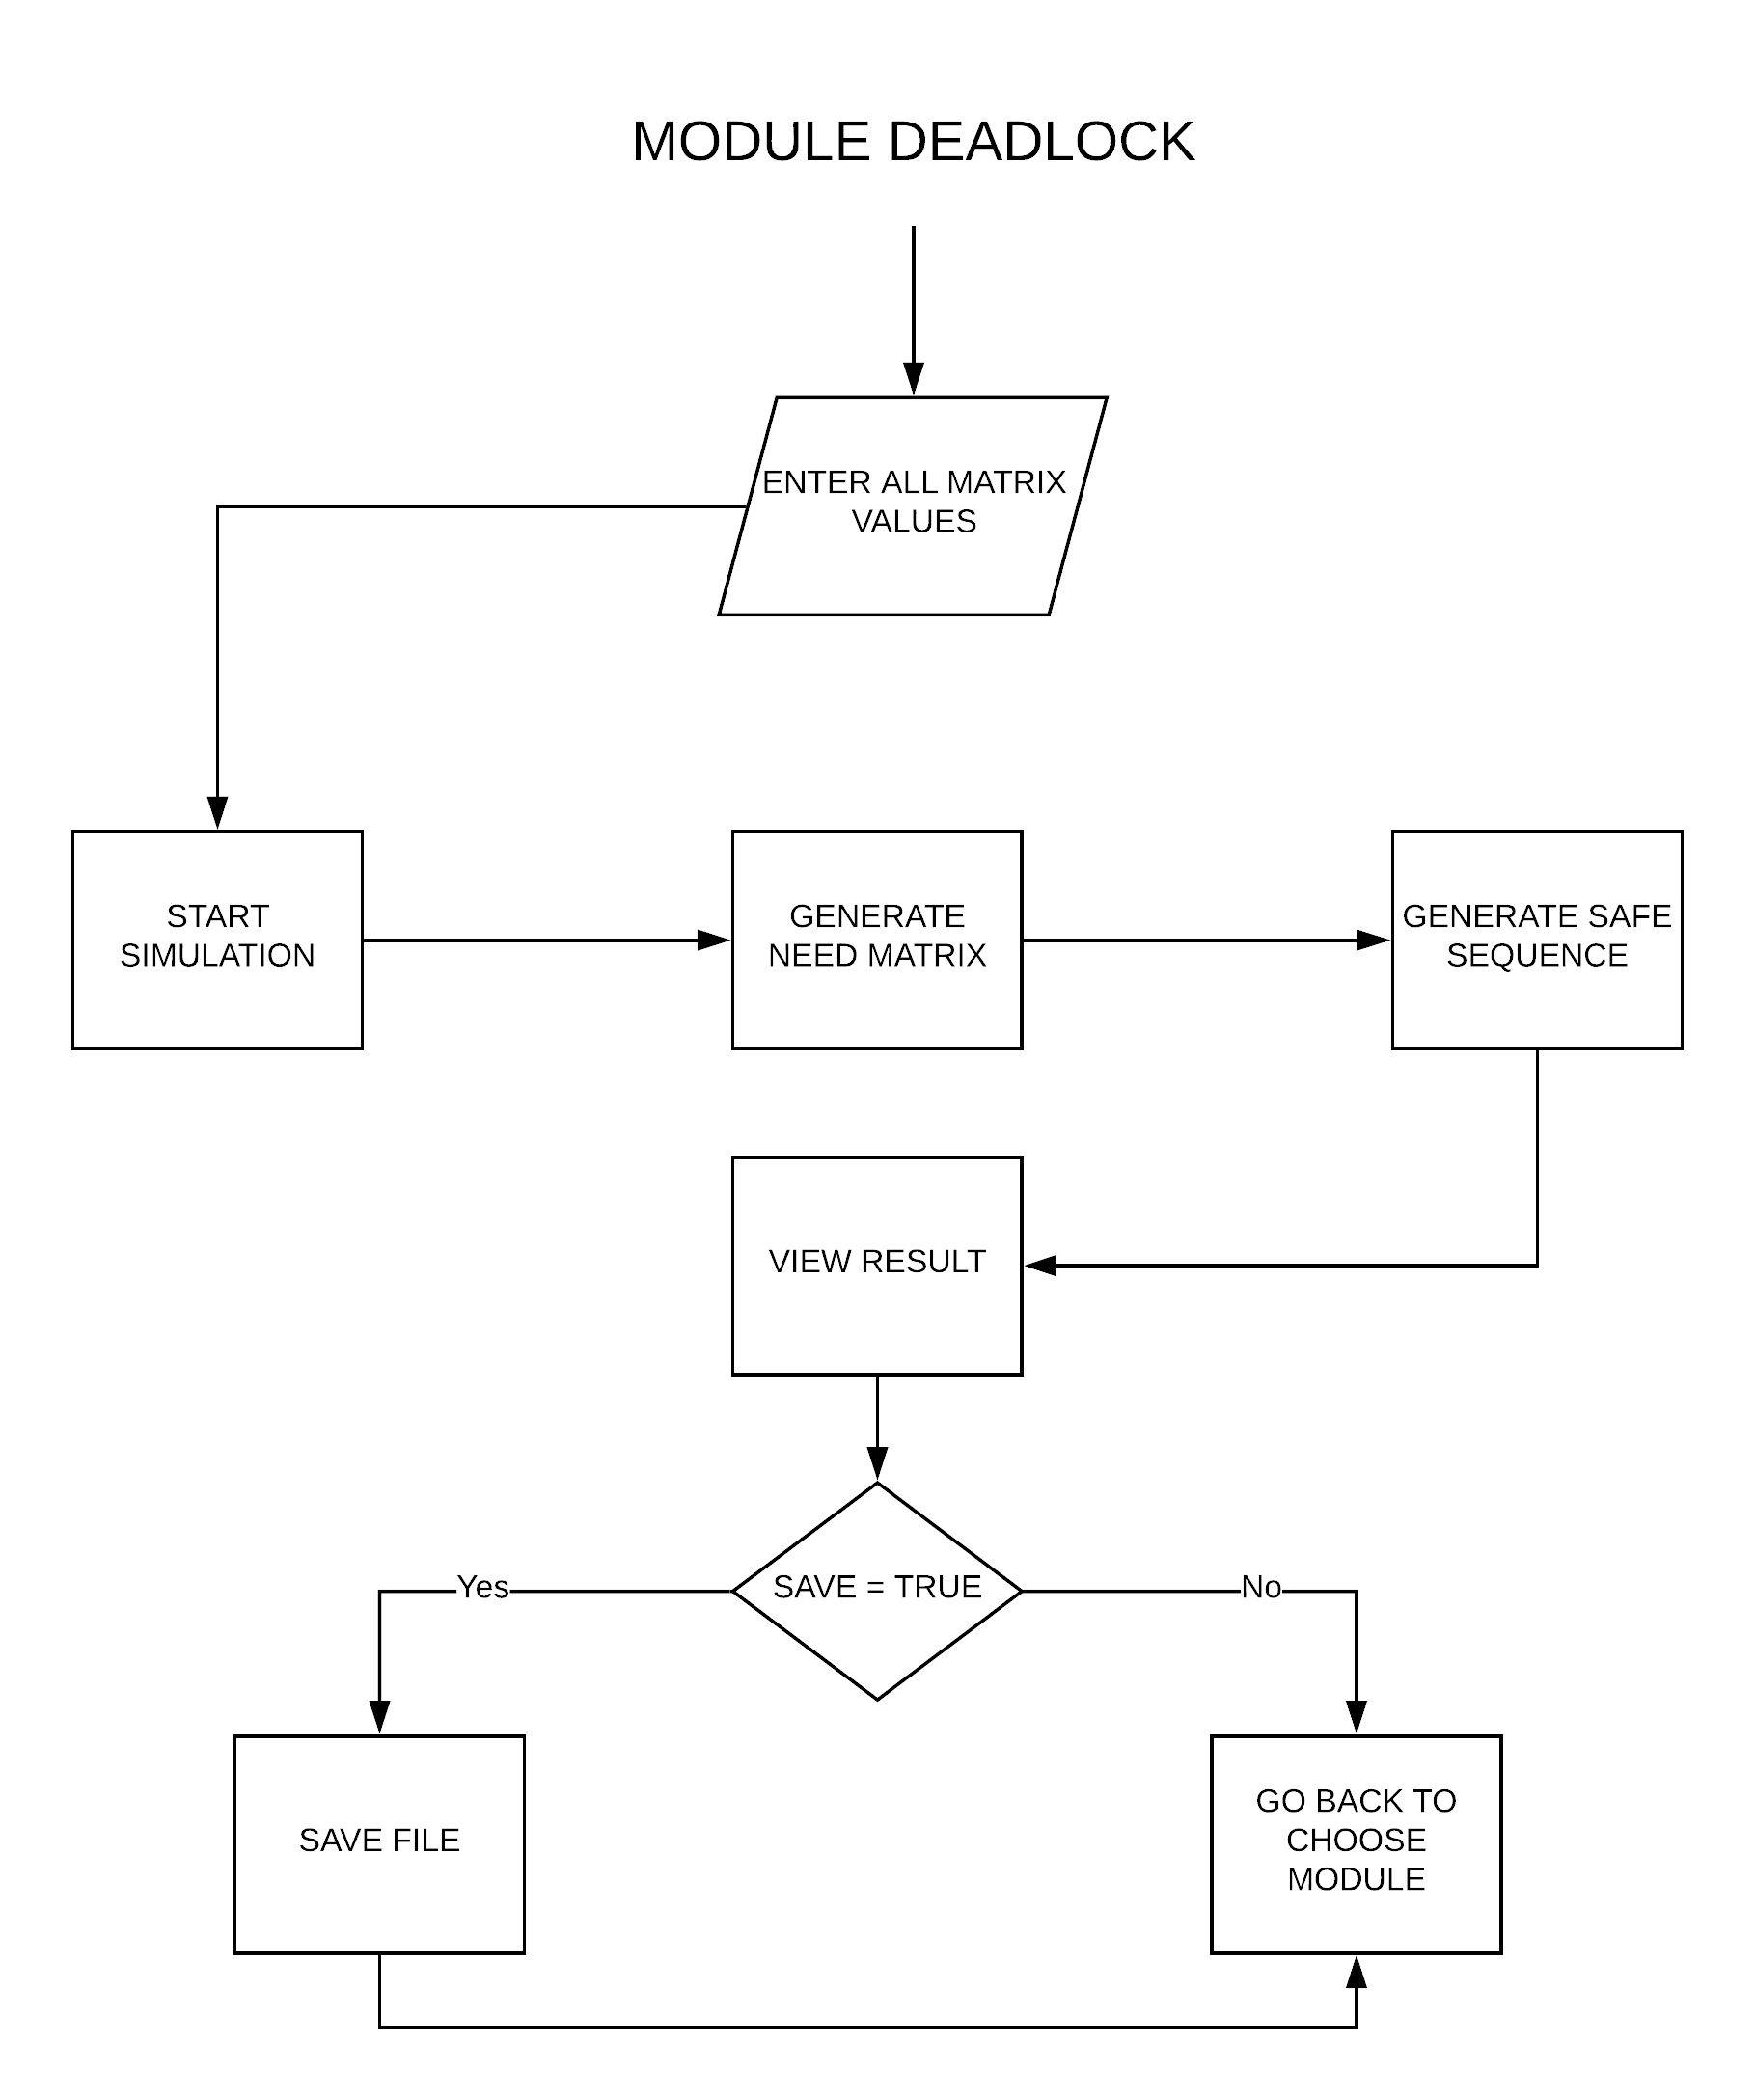 MODULE DEADLOCK
ENTER ALL MATRIX
VALUES
START
SIMULATION
GENERATE
NEED MATRIX
GENERATE SAFE
SEQUENCE
VIEW RESULT
SAVE = TRUE
Yes
No
SAVE FILE
GO BACK TO
CHOOSE
MODULE